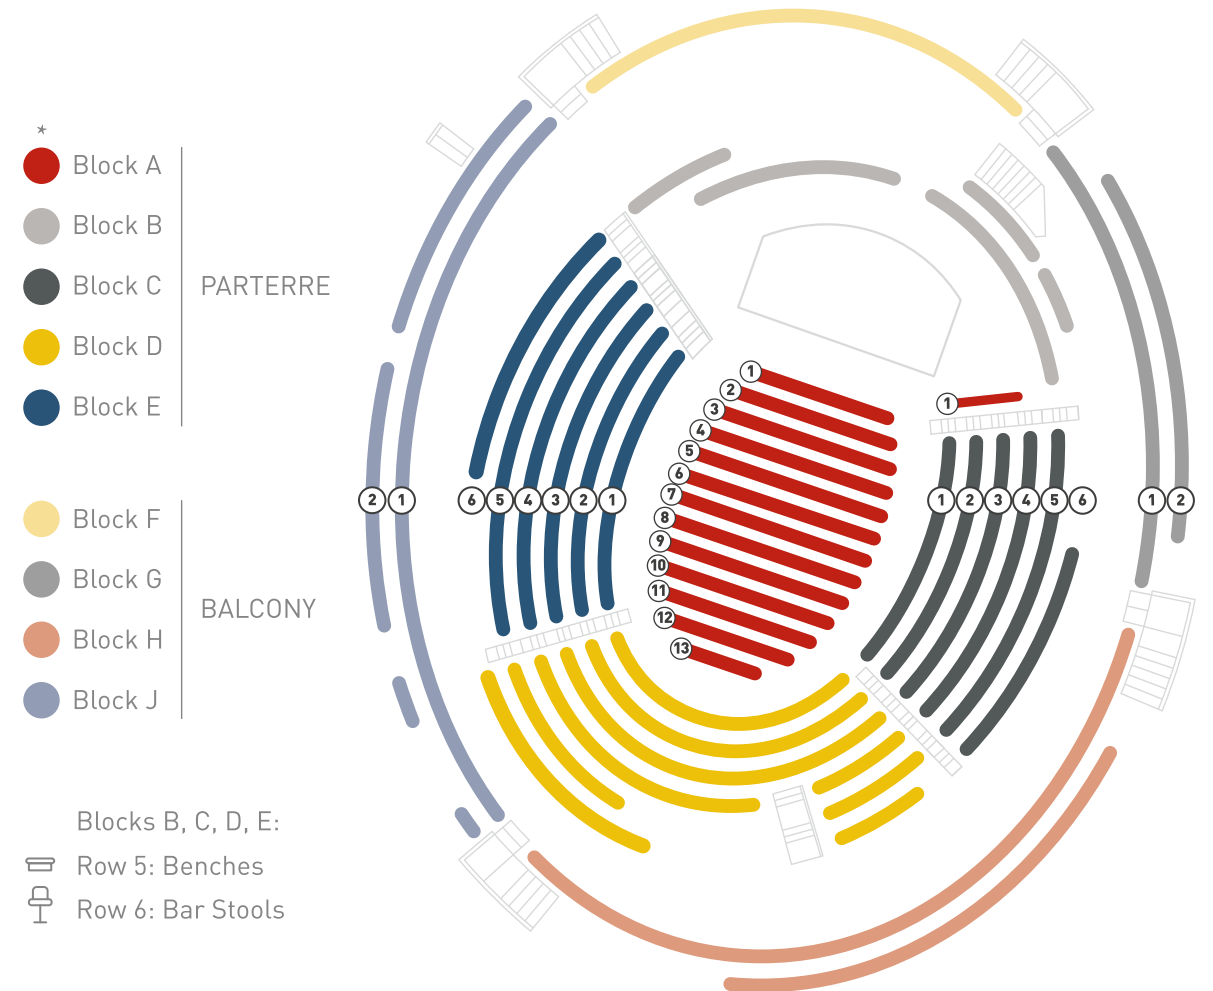 *
Block A
Block B
Block C
Block D
Block E
PARTERRE
Block F
Block G
Block H
Block J
BALCONY
Blocks B, C, D, E:
Row 5: Benches
Row 6: Bar Stools
1
2
3
4
5
6
7
8
9
10
11
12
13
1
2 1 6 5 4 3 2 1 1 2 3 4 5 6 1 2